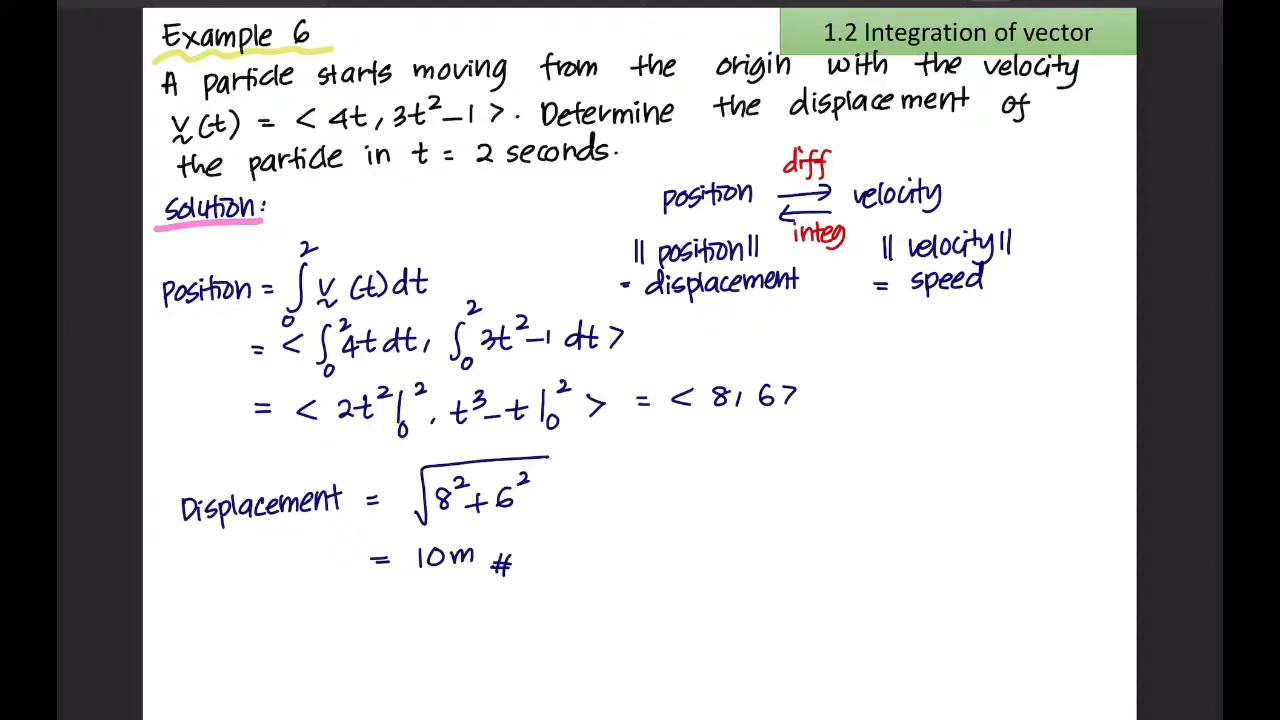 Example 6
1.2 Integration of vector
A particle starts moving from the origin with the velocity
v(t) = < 4t, 3t² – 1 >. Determine the displacement of
the particle in t = 2 seconds.
Solution:
diff
position ⟶ velocity
⟵
integ
|| position || || velocity ||
= displacement = speed
Position = ∫₀² v(t) dt
= < ∫₀² 4t dt, ∫₀² 3t² – 1 dt >
= < 2t² |₀² , t³ – t |₀² > = < 8, 6 >
Displacement = √(8² + 6²)
= 10m #